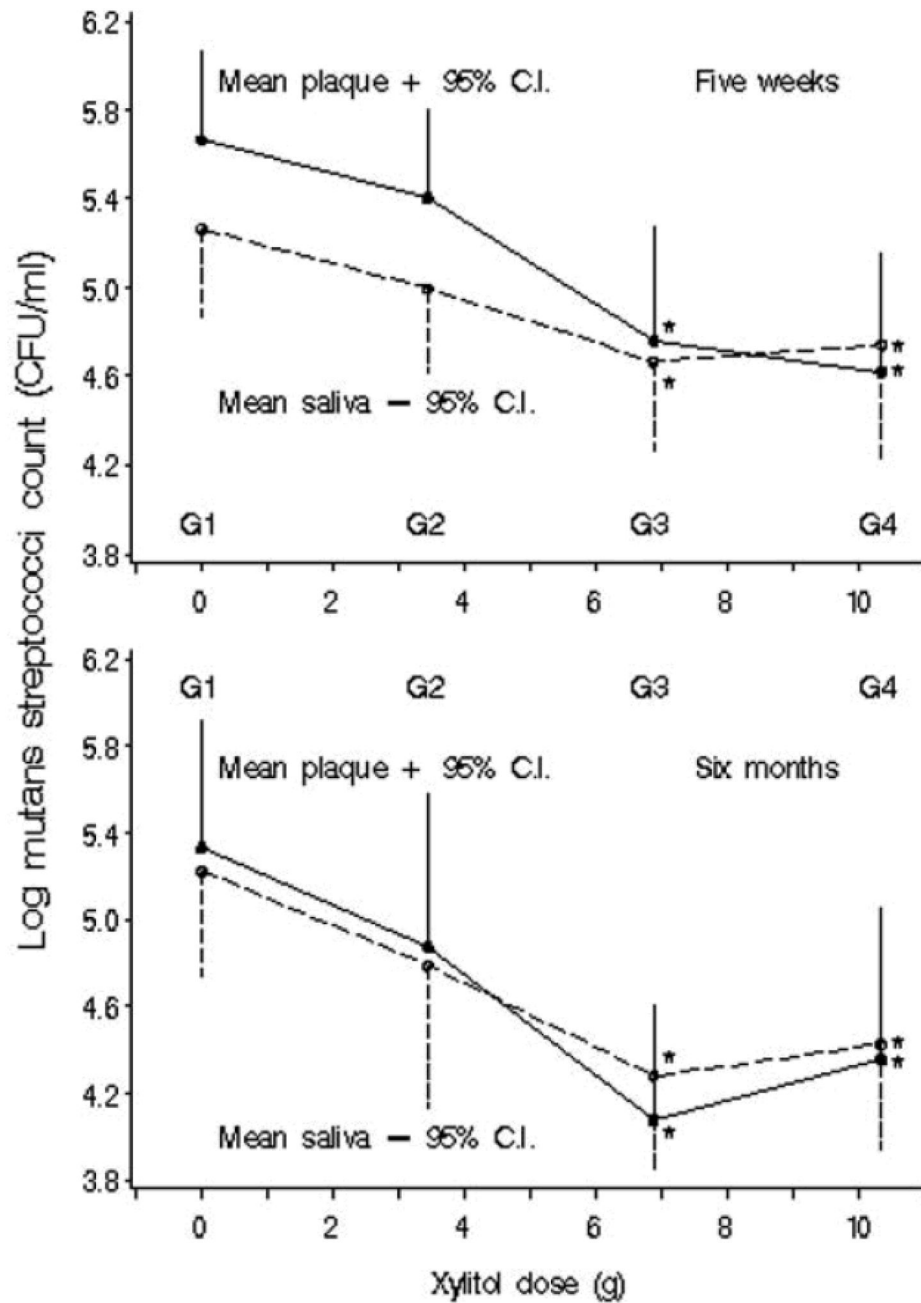 Log mutans streptococci count (CFU/ml)
6.2
5.8
5.4
5.0
4.6
4.2
3.8
Mean plaque + 95% C.I.
Five weeks
*
*
*
*
Mean saliva – 95% C.I.
G1 G2 G3 G4
0 2 4 6 8 10
6.2
5.8
5.4
5.0
4.6
4.2
3.8
G1 G2 G3 G4
Mean plaque + 95% C.I.
Six months
*
*
*
*
Mean saliva – 95% C.I.
0 2 4 6 8 10
Xylitol dose (g)